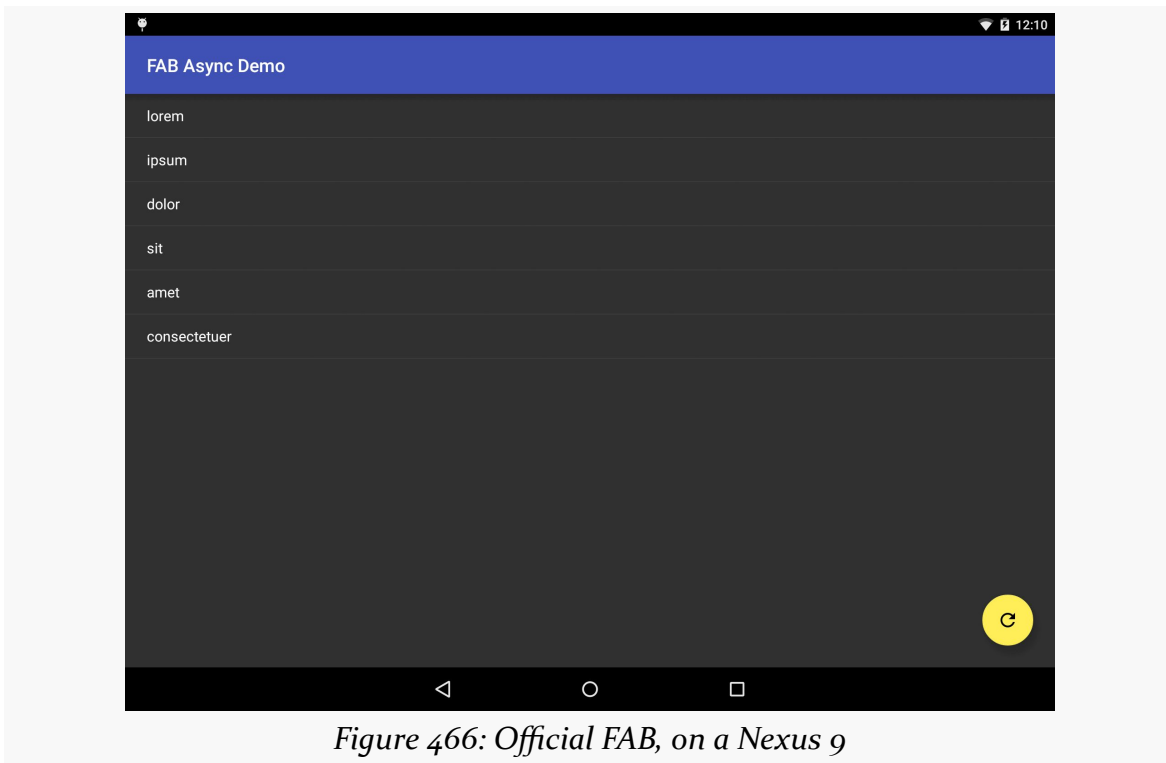 12:10
FAB Async Demo
lorem
ipsum
dolor
sit
amet
consectetuer
Figure 466: Official FAB, on a Nexus 9